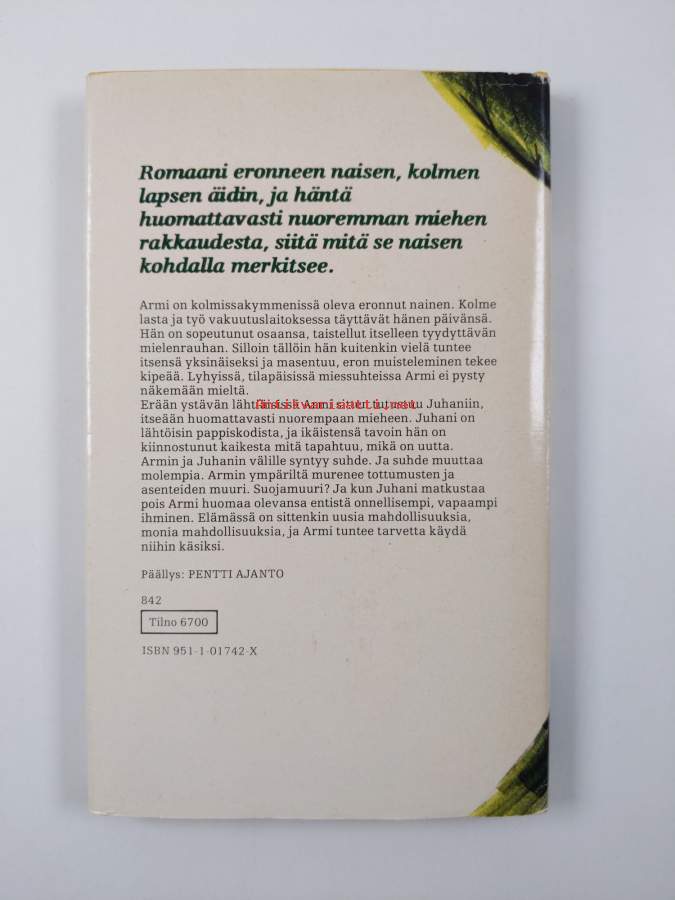 Romaani eronneen naisen, kolmen
lapsen äidin, ja häntä
huomattavasti nuoremman miehen
rakkaudesta, siitä mitä se naisen
kohdalla merkitsee.
Armi on kolmissakymmenissä oleva eronnut nainen. Kolme
lasta ja työ vakuutuslaitoksessa täyttävät hänen päivänsä.
Hän on sopeutunut osaansa, taistellut itselleen tyydyttävän
mielenrauhan. Silloin tällöin hän kuitenkin vielä tuntee
itsensä yksinäiseksi ja masentuu, eron muisteleminen tekee
kipeää. Lyhyissä, tilapäisissä miessuhteissa Armi ei pysty
näkemään mieltä.
Erään ystävän lähtiäisissä Armi sitten tutustuu Juhaniin,
itseään huomattavasti nuorempaan mieheen. Juhani on
lähtöisin pappiskodista, ja ikäistensä tavoin hän on
kiinnostunut kaikesta mitä tapahtuu, mikä on uutta.
Armin ja Juhanin välille syntyy suhde. Ja suhde muuttaa
molempia. Armin ympäriltä murenee tottumusten ja
asenteiden muuri. Suojamuuri? Ja kun Juhani matkustaa
pois Armi huomaa olevansa entistä onnellisempi, vapaampi
ihminen. Elämässä on sittenkin uusia mahdollisuuksia,
monia mahdollisuuksia, ja Armi tuntee tarvetta käydä
niihin käsiksi.
Päällys: PENTTI AJANTO
842
Tilno 6700
ISBN 951-1-01742-X